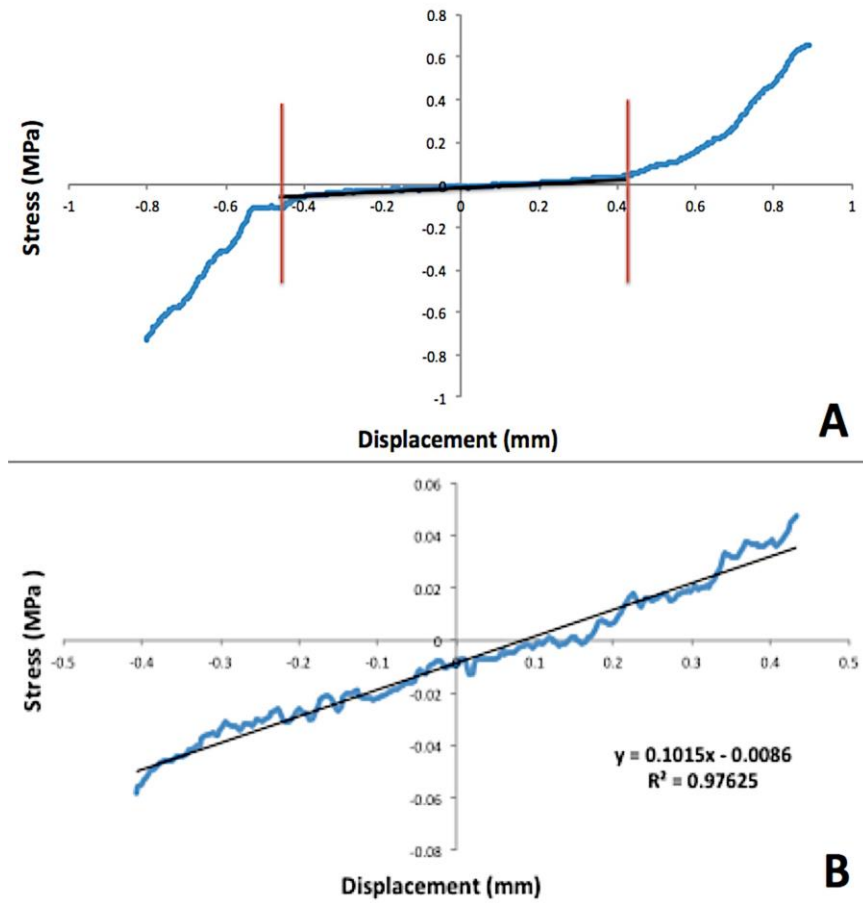 0.8
0.6
0.4
0.2
0
-0.2
-0.4
-0.6
-0.8
-1
-1 -0.8 -0.6 -0.4 -0.2 0 0.2 0.4 0.6 0.8 1
Stress (MPa)
Displacement (mm)
A
0.06
0.04
0.02
0
-0.02
-0.04
-0.06
-0.08
-0.5 -0.4 -0.3 -0.2 -0.1 0 0.1 0.2 0.3 0.4 0.5
Stress (MPa )
y = 0.1015x - 0.0086
R² = 0.97625
Displacement (mm)
B